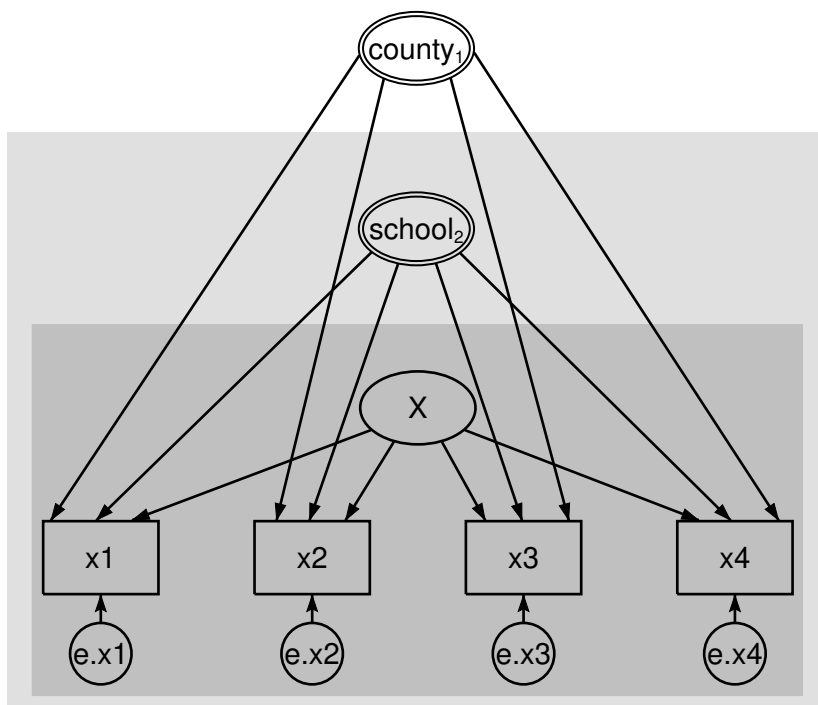 county₁
school₂
X
x1 x2 x3 x4
e.x1 e.x2 e.x3 e.x4